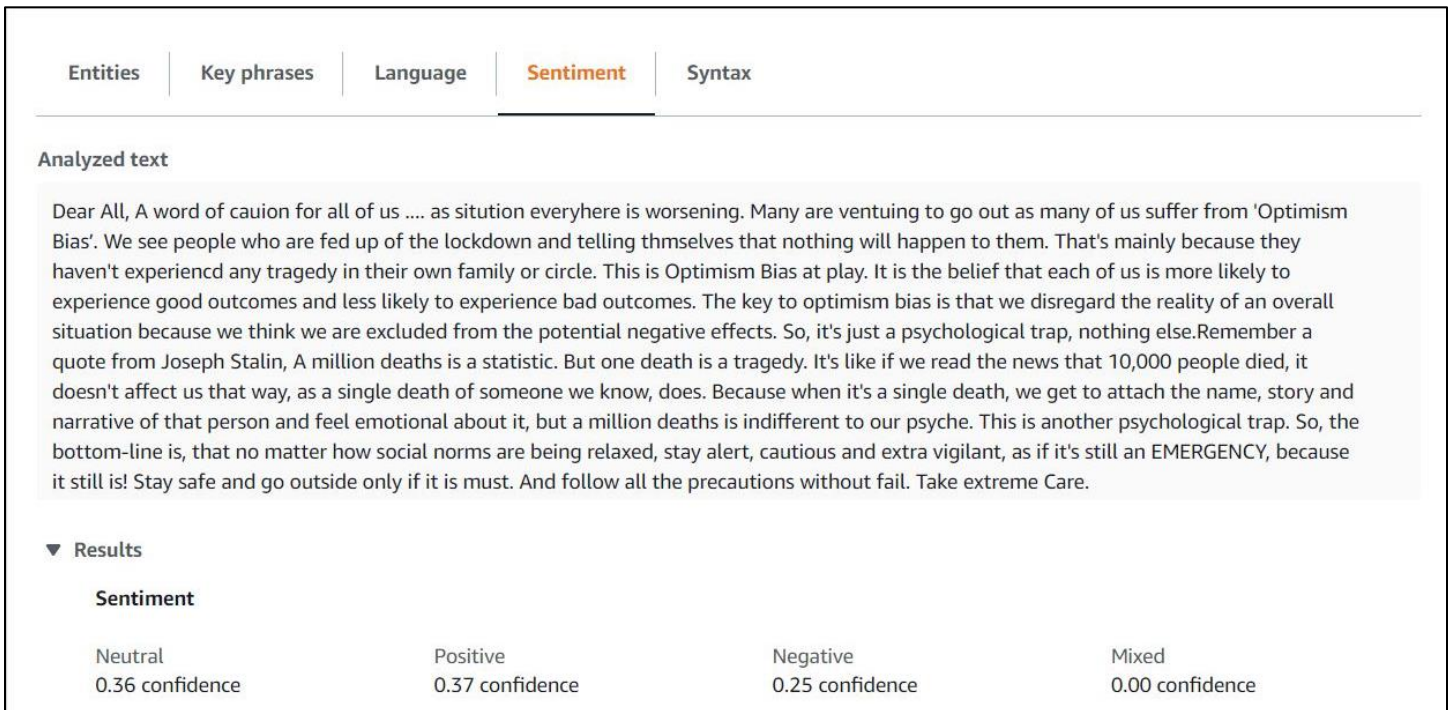 Entities Key phrases Language Sentiment Syntax
Analyzed text
Dear All, A word of cauion for all of us .... as sitution everyhere is worsening. Many are ventuing to go out as many of us suffer from 'Optimism
Bias’. We see people who are fed up of the lockdown and telling thmselves that nothing will happen to them. That's mainly because they
haven't experiencd any tragedy in their own family or circle. This is Optimism Bias at play. It is the belief that each of us is more likely to
experience good outcomes and less likely to experience bad outcomes. The key to optimism bias is that we disregard the reality of an overall
situation because we think we are excluded from the potential negative effects. So, it's just a psychological trap, nothing else.Remember a
quote from Joseph Stalin, A million deaths is a statistic. But one death is a tragedy. It's like if we read the news that 10,000 people died, it
doesn't affect us that way, as a single death of someone we know, does. Because when it's a single death, we get to attach the name, story and
narrative of that person and feel emotional about it, but a million deaths is indifferent to our psyche. This is another psychological trap. So, the
bottom-line is, that no matter how social norms are being relaxed, stay alert, cautious and extra vigilant, as if it's still an EMERGENCY, because
it still is! Stay safe and go outside only if it is must. And follow all the precautions without fail. Take extreme Care.
▼ Results
Sentiment
Neutral Positive Negative Mixed
0.36 confidence 0.37 confidence 0.25 confidence 0.00 confidence